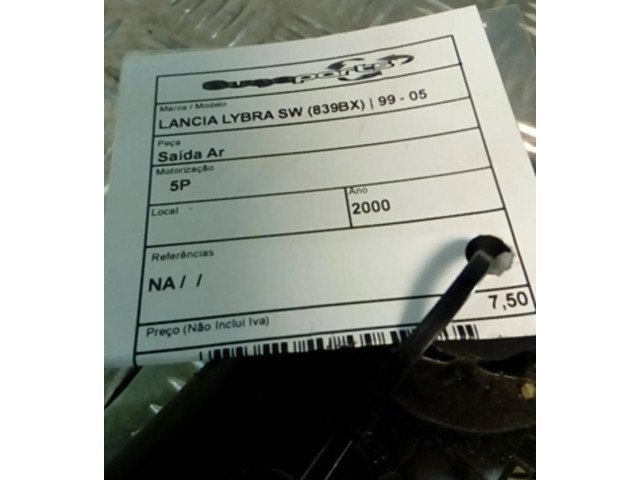 Marca / Modelo
LANCIA LYBRA SW (839BX) | 99 - 05
Peça
Saída Ar
Motorização
5P
Local
Ano
2000
Referências
NA / /
7,50
Preço (Não Inclui Iva)